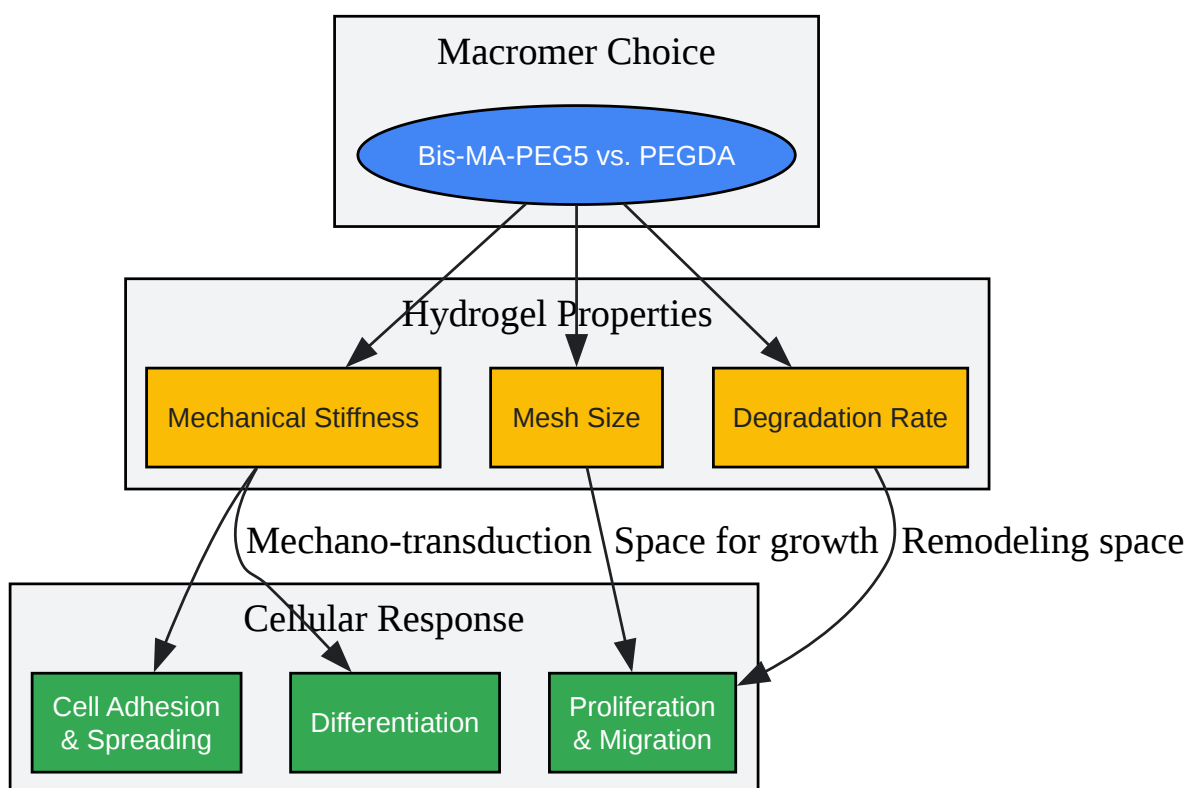 Macromer Choice
Bis-MA-PEG5 vs. PEGDA
Hydrogel Properties
Mechanical Stiffness
Mesh Size
Degradation Rate
Mechano-transduction
Space for growth
Remodeling space
Cellular Response
Cell Adhesion
& Spreading
Differentiation
Proliferation
& Migration